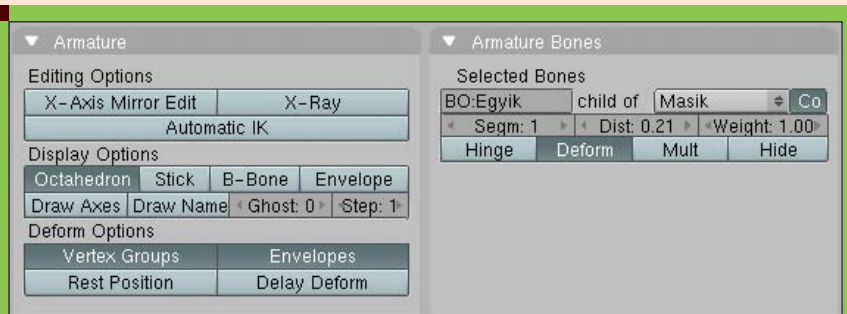 Armature
Editing Options
X-Axis Mirror Edit X-Ray
Automatic IK
Display Options
Octahedron Stick B-Bone Envelope
Draw Axes Draw Name Ghost: 0 Step: 1
Deform Options
Vertex Groups Envelopes
Rest Position Delay Deform
Armature Bones
Selected Bones
BO:Egyik child of Masik Co
Segm: 1 Dist: 0.21 Weight: 1.00
Hinge Deform Mult Hide